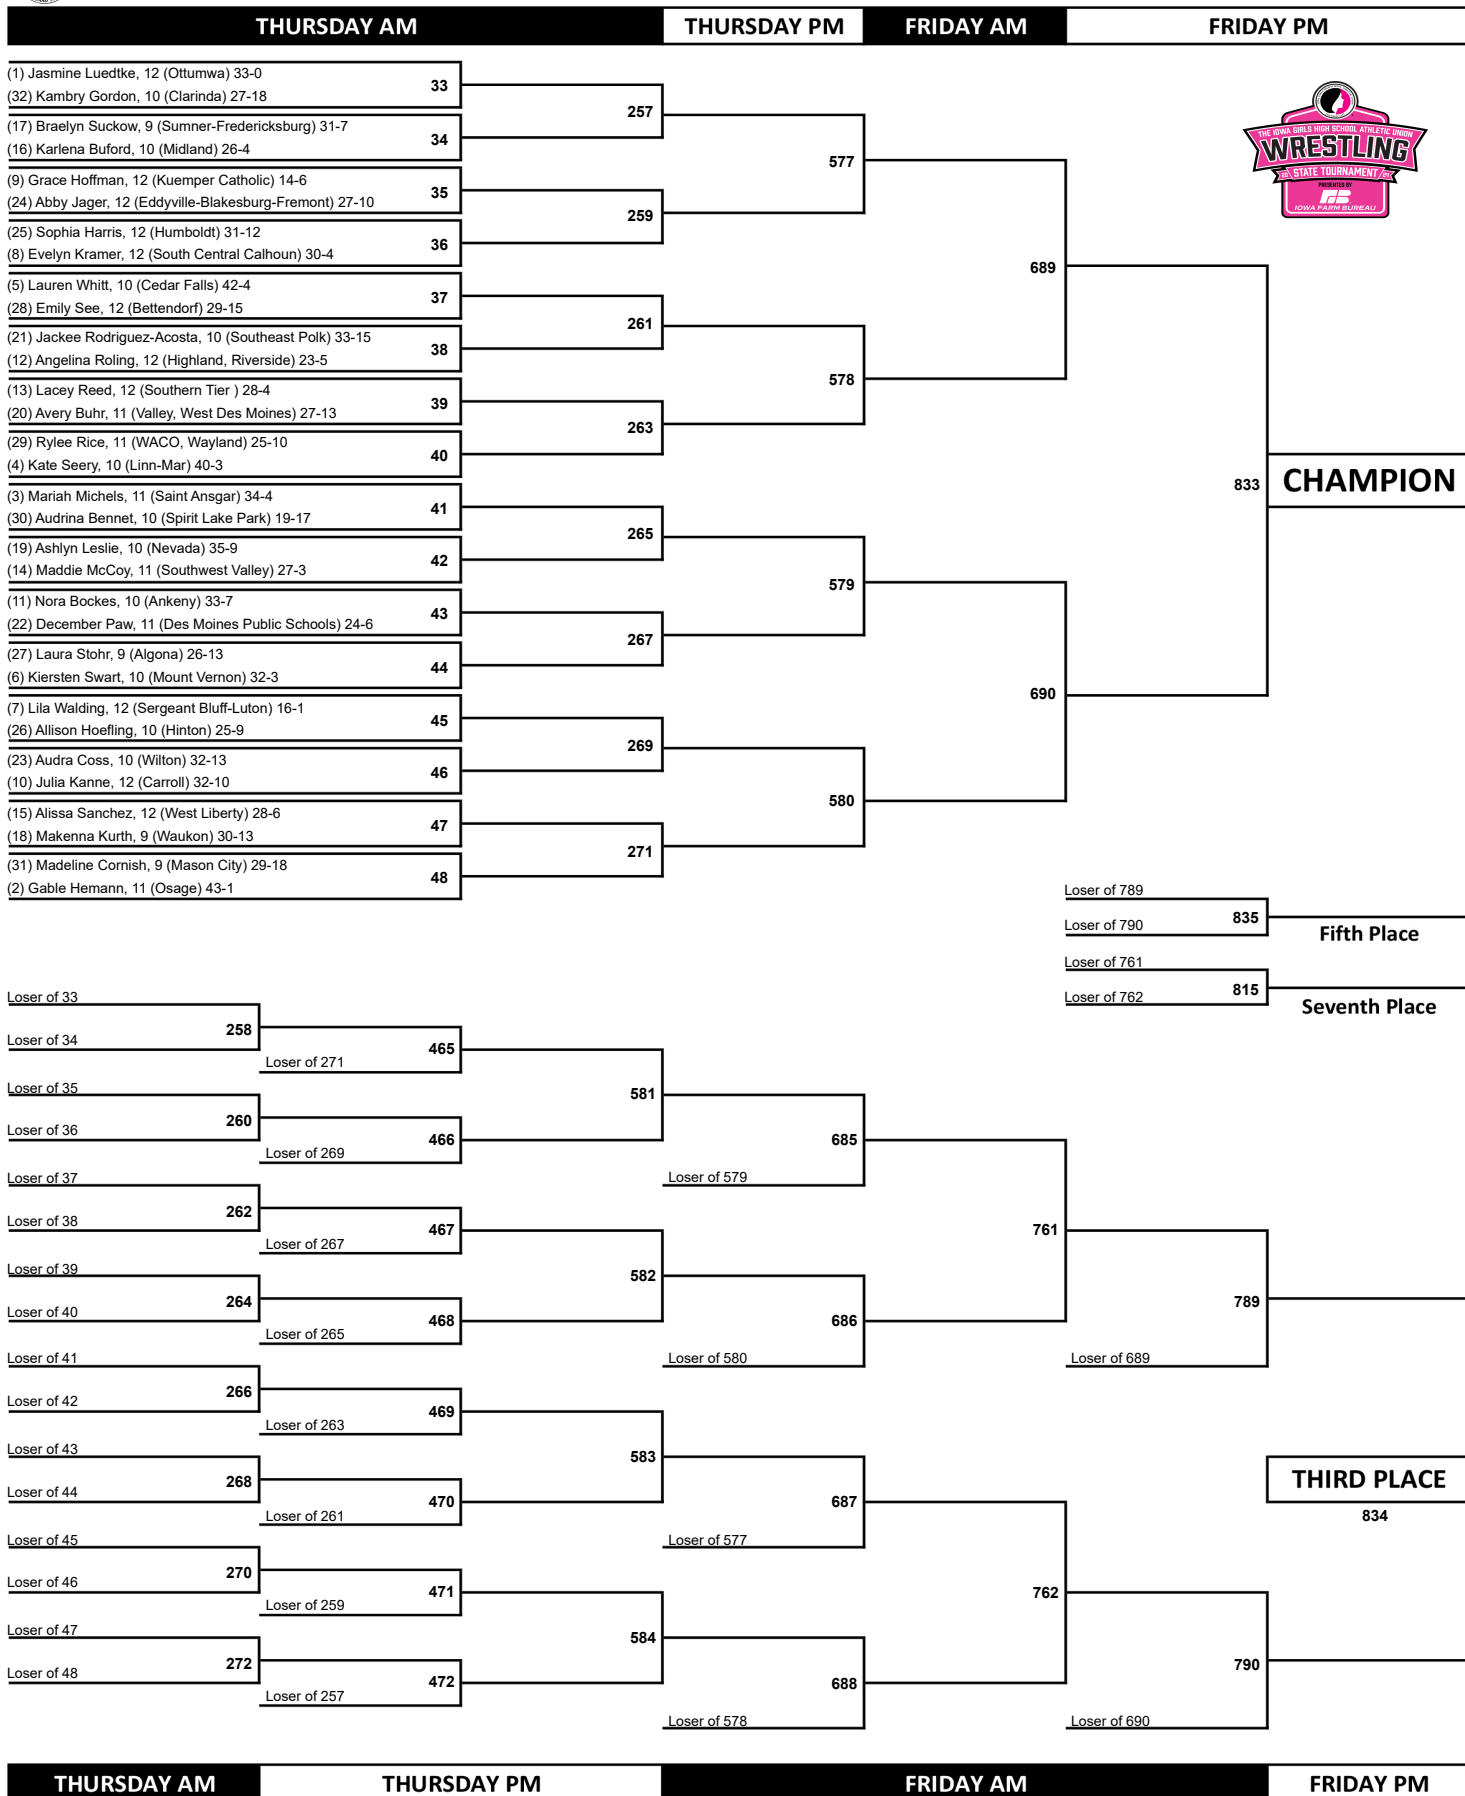 THURSDAY AM THURSDAY PM FRIDAY AM FRIDAY PM
(1) Jasmine Luedtke, 12 (Ottumwa) 33-0
33
(32) Kambry Gordon, 10 (Clarinda) 27-18
257
(17) Braelyn Suckow, 9 (Sumner-Fredericksburg) 31-7
34
(16) Karlena Buford, 10 (Midland) 26-4
577
(9) Grace Hoffman, 12 (Kuemper Catholic) 14-6
35
(24) Abby Jager, 12 (Eddyville-Blakesburg-Fremont) 27-10
259
(25) Sophia Harris, 12 (Humboldt) 31-12
36
(8) Evelyn Kramer, 12 (South Central Calhoun) 30-4
689
THE IOWA GIRLS HIGH SCHOOL ATHLETIC UNION
WRESTLING
STATE TOURNAMENT
PRESENTED BY
FB
IOWA FARM BUREAU
(5) Lauren Whitt, 10 (Cedar Falls) 42-4
37
(28) Emily See, 12 (Bettendorf) 29-15
261
(21) Jackee Rodriguez-Acosta, 10 (Southeast Polk) 33-15
38
(12) Angelina Roling, 12 (Highland, Riverside) 23-5
578
(13) Lacey Reed, 12 (Southern Tier ) 28-4
39
(20) Avery Buhr, 11 (Valley, West Des Moines) 27-13
263
(29) Rylee Rice, 11 (WACO, Wayland) 25-10
40
(4) Kate Seery, 10 (Linn-Mar) 40-3
833
CHAMPION
(3) Mariah Michels, 11 (Saint Ansgar) 34-4
41
(30) Audrina Bennet, 10 (Spirit Lake Park) 19-17
265
(19) Ashlyn Leslie, 10 (Nevada) 35-9
42
(14) Maddie McCoy, 11 (Southwest Valley) 27-3
579
(11) Nora Bockes, 10 (Ankeny) 33-7
43
(22) December Paw, 11 (Des Moines Public Schools) 24-6
267
(27) Laura Stohr, 9 (Algona) 26-13
44
(6) Kiersten Swart, 10 (Mount Vernon) 32-3
690
(7) Lila Walding, 12 (Sergeant Bluff-Luton) 16-1
45
(26) Allison Hoefling, 10 (Hinton) 25-9
269
(23) Audra Coss, 10 (Wilton) 32-13
46
(10) Julia Kanne, 12 (Carroll) 32-10
580
(15) Alissa Sanchez, 12 (West Liberty) 28-6
47
(18) Makenna Kurth, 9 (Waukon) 30-13
271
(31) Madeline Cornish, 9 (Mason City) 29-18
48
(2) Gable Hemann, 11 (Osage) 43-1
Loser of 789
835
Loser of 790
Fifth Place
Loser of 761
815
Loser of 762
Seventh Place
Loser of 33
258
Loser of 34
465
Loser of 271
581
Loser of 35
260
Loser of 36
466
Loser of 269
685
Loser of 579
Loser of 37
262
Loser of 38
467
Loser of 267
761
582
Loser of 39
264
Loser of 40
468
Loser of 265
686
Loser of 580
789
Loser of 689
Loser of 41
266
Loser of 42
469
Loser of 263
583
Loser of 43
268
Loser of 44
470
Loser of 261
687
Loser of 577
THIRD PLACE
834
Loser of 45
270
Loser of 46
471
Loser of 259
762
584
Loser of 47
272
Loser of 48
472
Loser of 257
688
Loser of 578
790
Loser of 690
THURSDAY AM THURSDAY PM FRIDAY AM FRIDAY PM